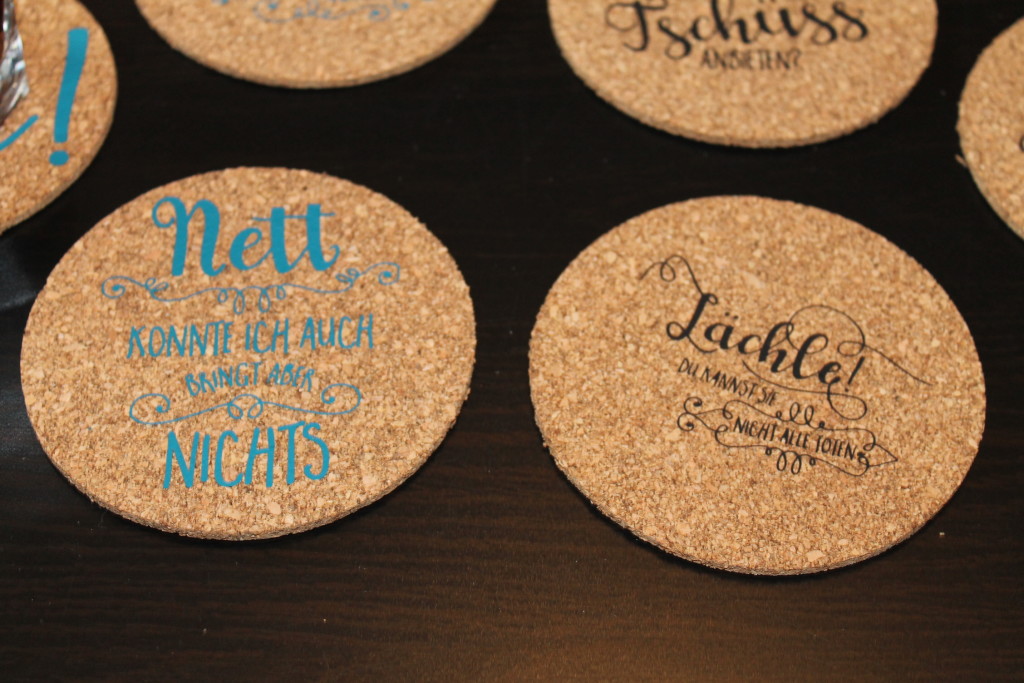 !
Tschüss
ANBIETEN?
Nett
KONNTE ICH AUCH
BRINGT ABER
NICHTS
Lächle!
DU KANNST SIE
NICHT ALLE TÖTEN